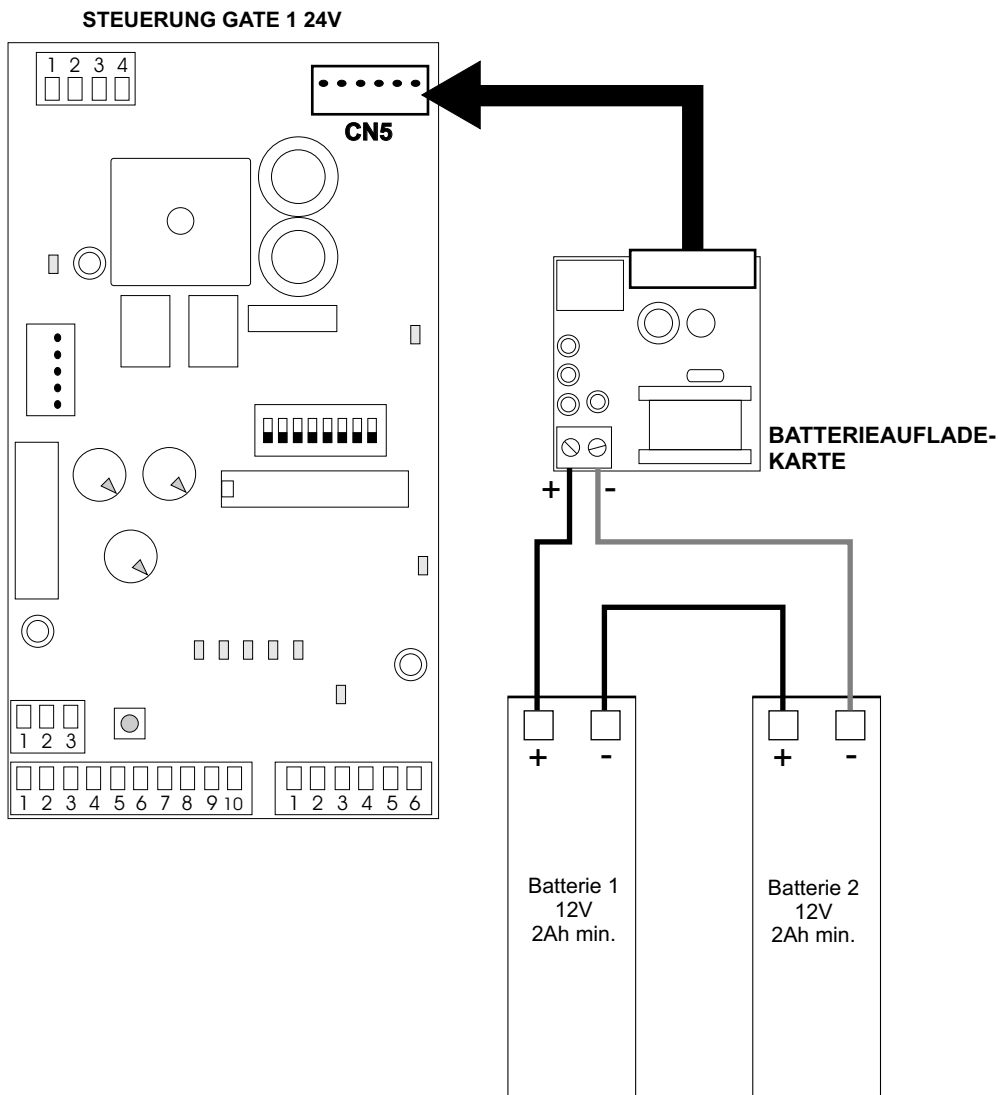 STEUERUNG GATE 1 24V
1 2 3 4
CN5
BATTERIEAUFLADE-
KARTE
+ -
1 2 3
+ - + -
1 2 3 4 5 6 7 8 9 10
1 2 3 4 5 6
Batterie 1
12V
2Ah min.
Batterie 2
12V
2Ah min.